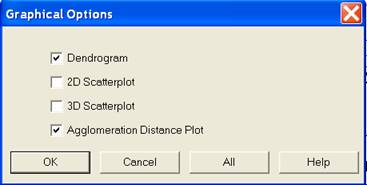 Graphical Options
Dendrogram
2D Scatterplot
3D Scatterplot
Agglomeration Distance Plot
OK Cancel All Help